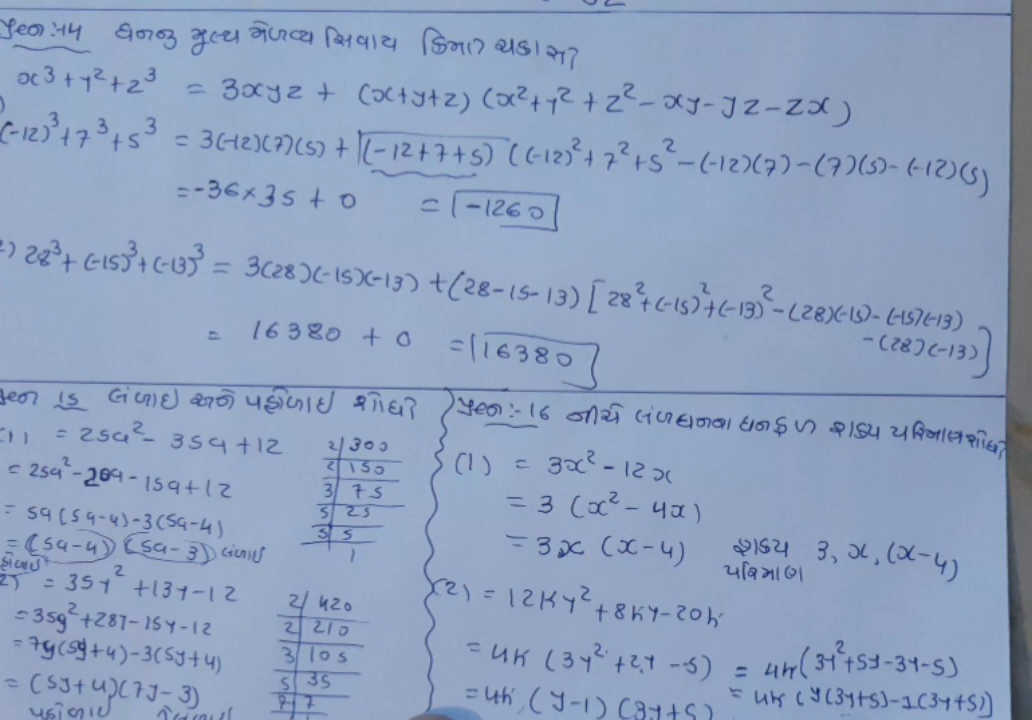 પ્રશ્ન:-14 ઘનનું મૂલ્ય મેળવ્ય સિવાય કિંમત ચકાસ?
x³ + y² + z³ = 3xyz + (x+y+z) (x²+y²+z²-xy-yz-zx)
(-12)³+7³+5³ = 3(-12)(7)(5) + (-12+7+5) ((-12)²+7²+5²-(-12)(7)-(7)(5)-(-12)(5)
=-36×35 + 0 = -1260
2) 28³+(-15)³+(-13)³ = 3(28)(-15)(-13) +(28-15-13) [28²+(-15)²+(-13)²-(28)(-15)-(-15)(-13)
-(28)(-13)]
= 16380 + 0 = 16380
પ્રશ્ન 15 લંબાઇ અને પહોળાઇ શોધો?
(1) = 25a² - 35a + 12
= 25a² - 20a - 15a + 12
= 5a(5a-4)-3(5a-4)
= (5a-4) (5a-3) લંબાઇ
પહોળાઇ
2 300
2 150
3 75
5 25
5 5
1
2) = 35y² + 13y - 12
= 35y² + 28y - 15y - 12
= 7y(5y+4) - 3(5y+4)
= (5y+4)(7y-3)
પહોળાઇ લંબાઇ
2 420
2 210
3 105
5 35
7 7
1
પ્રશ્ન:-16 નીચે લંબઘનના ઘનફળ શક્ય પરિમાણ શોધો?
(1) = 3x² - 12x
= 3 (x² - 4x)
= 3x (x-4) શક્ય પરિમાણ 3, x, (x-4)
(2) = 12ky² + 8ky - 20k
= 4k (3y² + 2y - 5) = 4k(3y²+5y-3y-5)
= 4k (y-1) (3y+5) = 4k (y(3y+5)-1(3y+5))